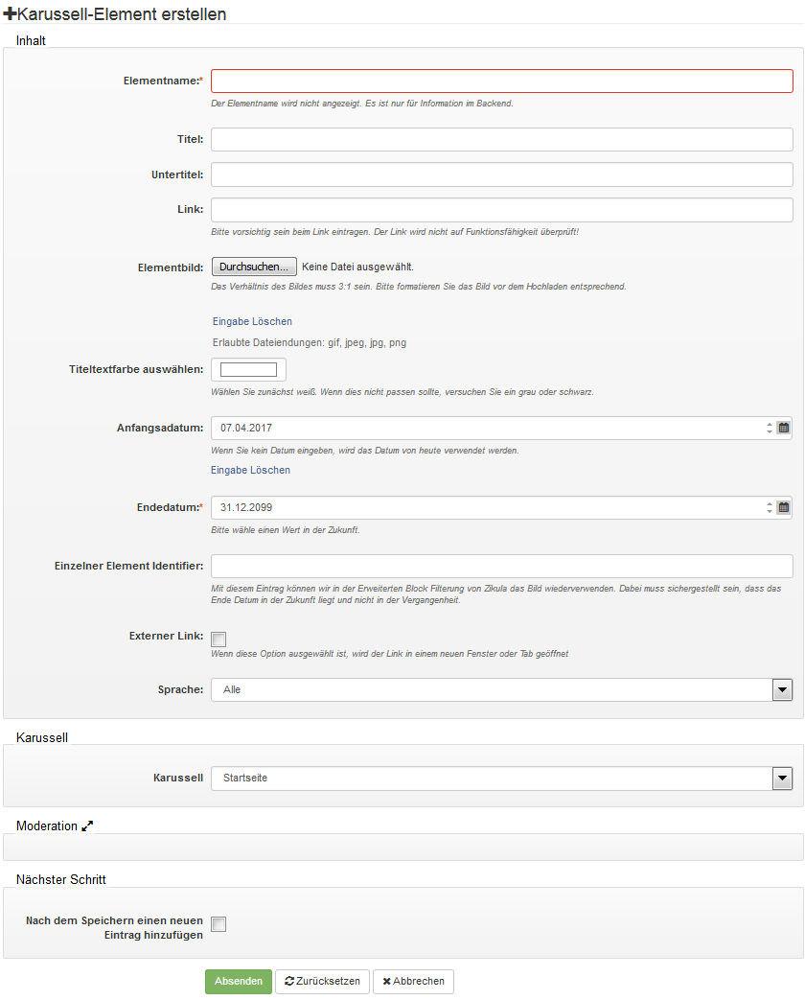 Karussell-Element erstellen
Inhalt
Elementname:*
Der Elementname wird nicht angezeigt. Es ist nur für Information im Backend.
Titel:
Untertitel:
Link:
Bitte vorsichtig sein beim Link eintragen. Der Link wird nicht auf Funktionsfähigkeit überprüft!
Elementbild: Durchsuchen... Keine Datei ausgewählt.
Das Verhältnis des Bildes muss 3:1 sein. Bitte formatieren Sie das Bild vor dem Hochladen entsprechend.
Eingabe Löschen
Erlaubte Dateiendungen: gif, jpeg, jpg, png
Titeltextfarbe auswählen:
Wählen Sie zunächst weiß. Wenn dies nicht passen sollte, versuchen Sie ein grau oder schwarz.
Anfangsadatum: 07.04.2017
Wenn Sie kein Datum eingeben, wird das Datum von heute verwendet werden.
Eingabe Löschen
Endedatum:* 31.12.2099
Bitte wähle einen Wert in der Zukunft.
Einzelner Element Identifier:
Mit diesem Eintrag können wir in der Erweiterten Block Filterung von Zikula das Bild wiederverwenden. Dabei muss sichergestellt sein, dass das
Ende Datum in der Zukunft liegt und nicht in der Vergangenheit.
Externer Link:
Wenn diese Option ausgewählt ist, wird der Link in einem neuen Fenster oder Tab geöffnet
Sprache: Alle
Karussell
Karussell Startseite
Moderation
Nächster Schritt
Nach dem Speichern einen neuen
Eintrag hinzufügen
Absenden Zurücksetzen Abbrechen